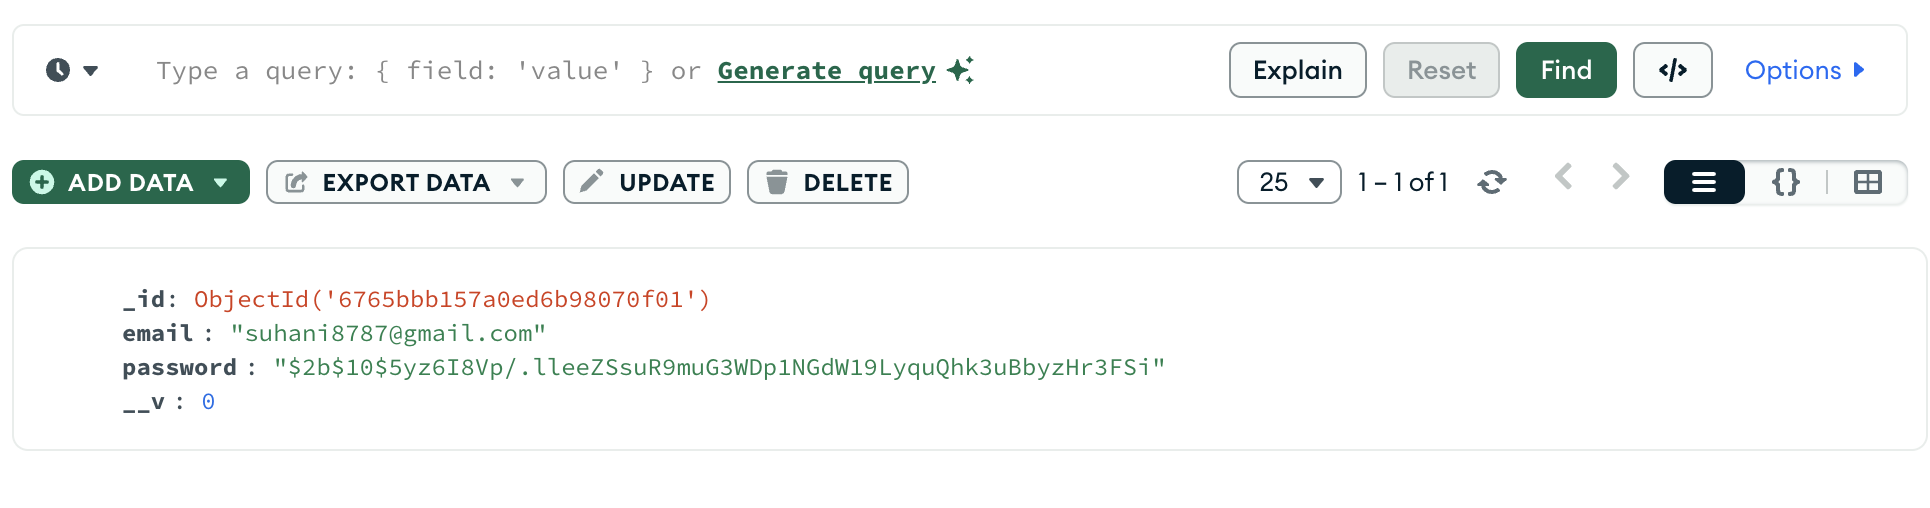 Type a query: { field: 'value' } or Generate query
Explain
Reset
Find
</>
Options
ADD DATA
EXPORT DATA
UPDATE
DELETE
25
1 – 1 of 1
{}
_id: ObjectId('6765bbb157a0ed6b98070f01')
email : "suhani8787@gmail.com"
password : "$2b$10$5yz6I8Vp/.lleeZSsuR9muG3WDp1NGdW19LyquQhk3uBbyzHr3FSi"
__v : 0